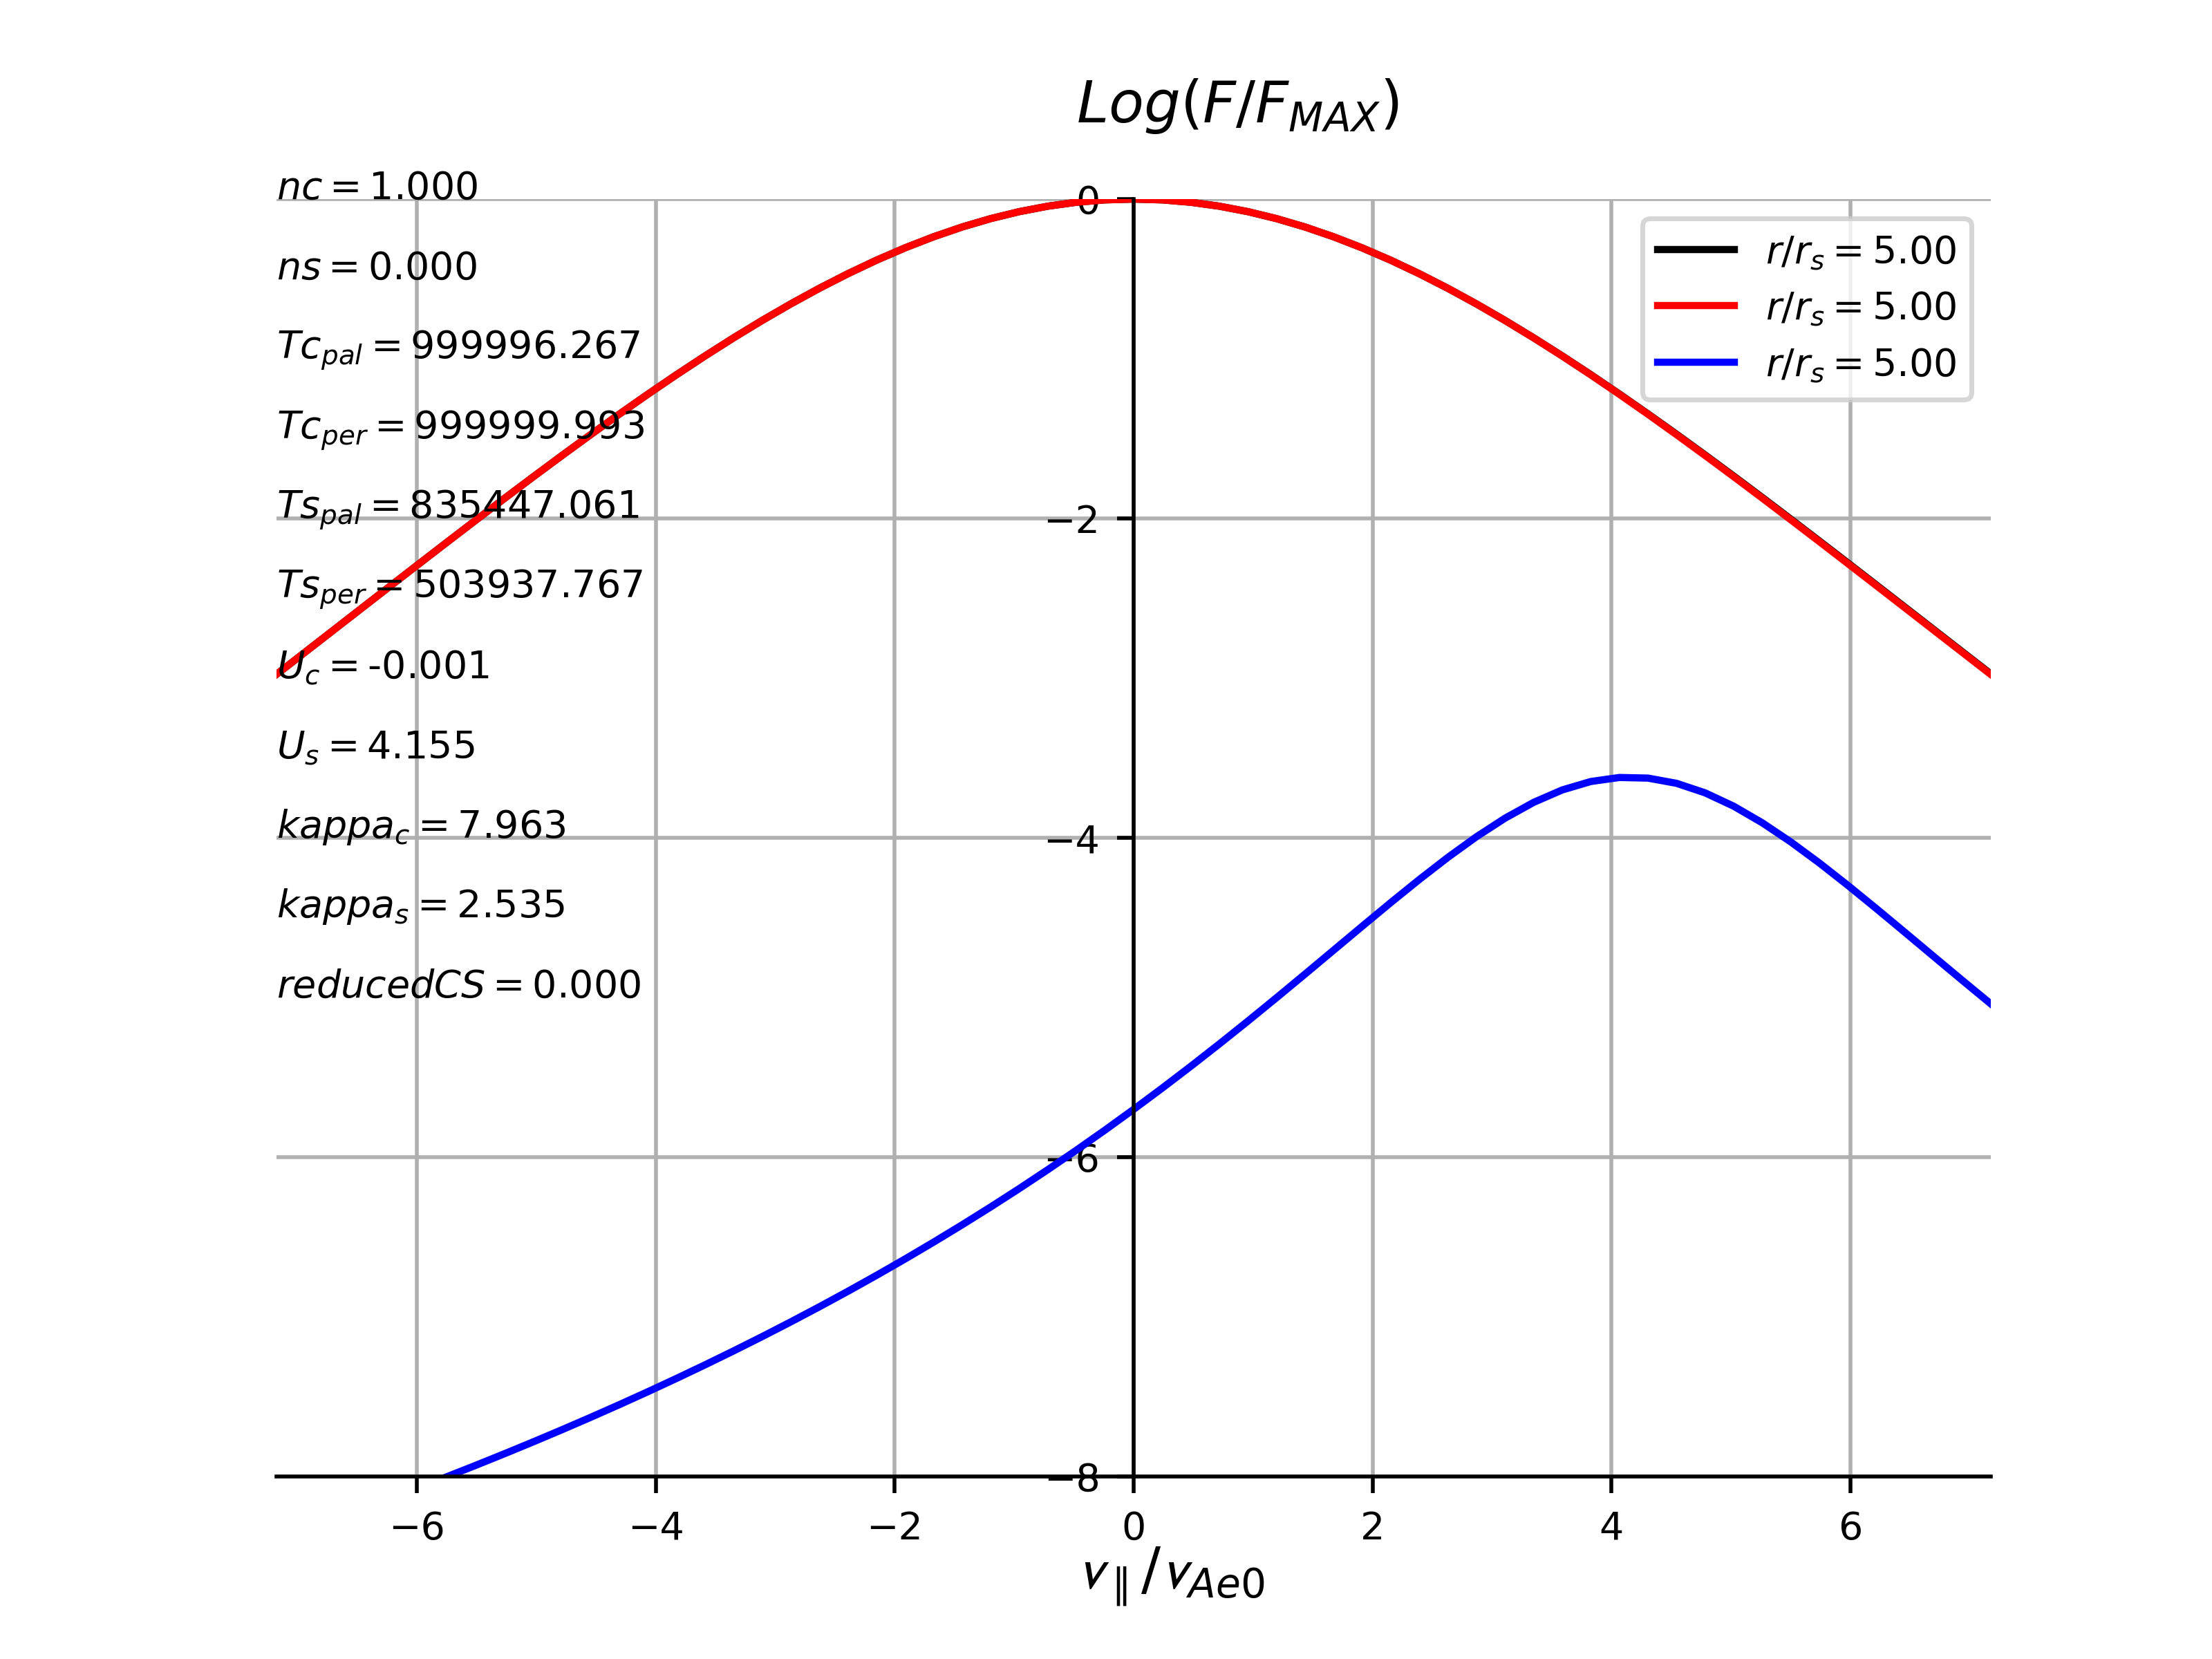 Log(F/F_MAX)
nc = 1.000
ns = 0.000
Tc_pal = 999996.267
Tc_per = 999999.993
Ts_pal = 835447.061
Ts_per = 503937.767
U_c = -0.001
U_s = 4.155
kappa_c = 7.963
kappa_s = 2.535
reducedCS = 0.000
0
−2
−4
−6
−8
r/r_s = 5.00
r/r_s = 5.00
r/r_s = 5.00
−6 −4 −2 0 2 4 6
v_∥/v_Ae0